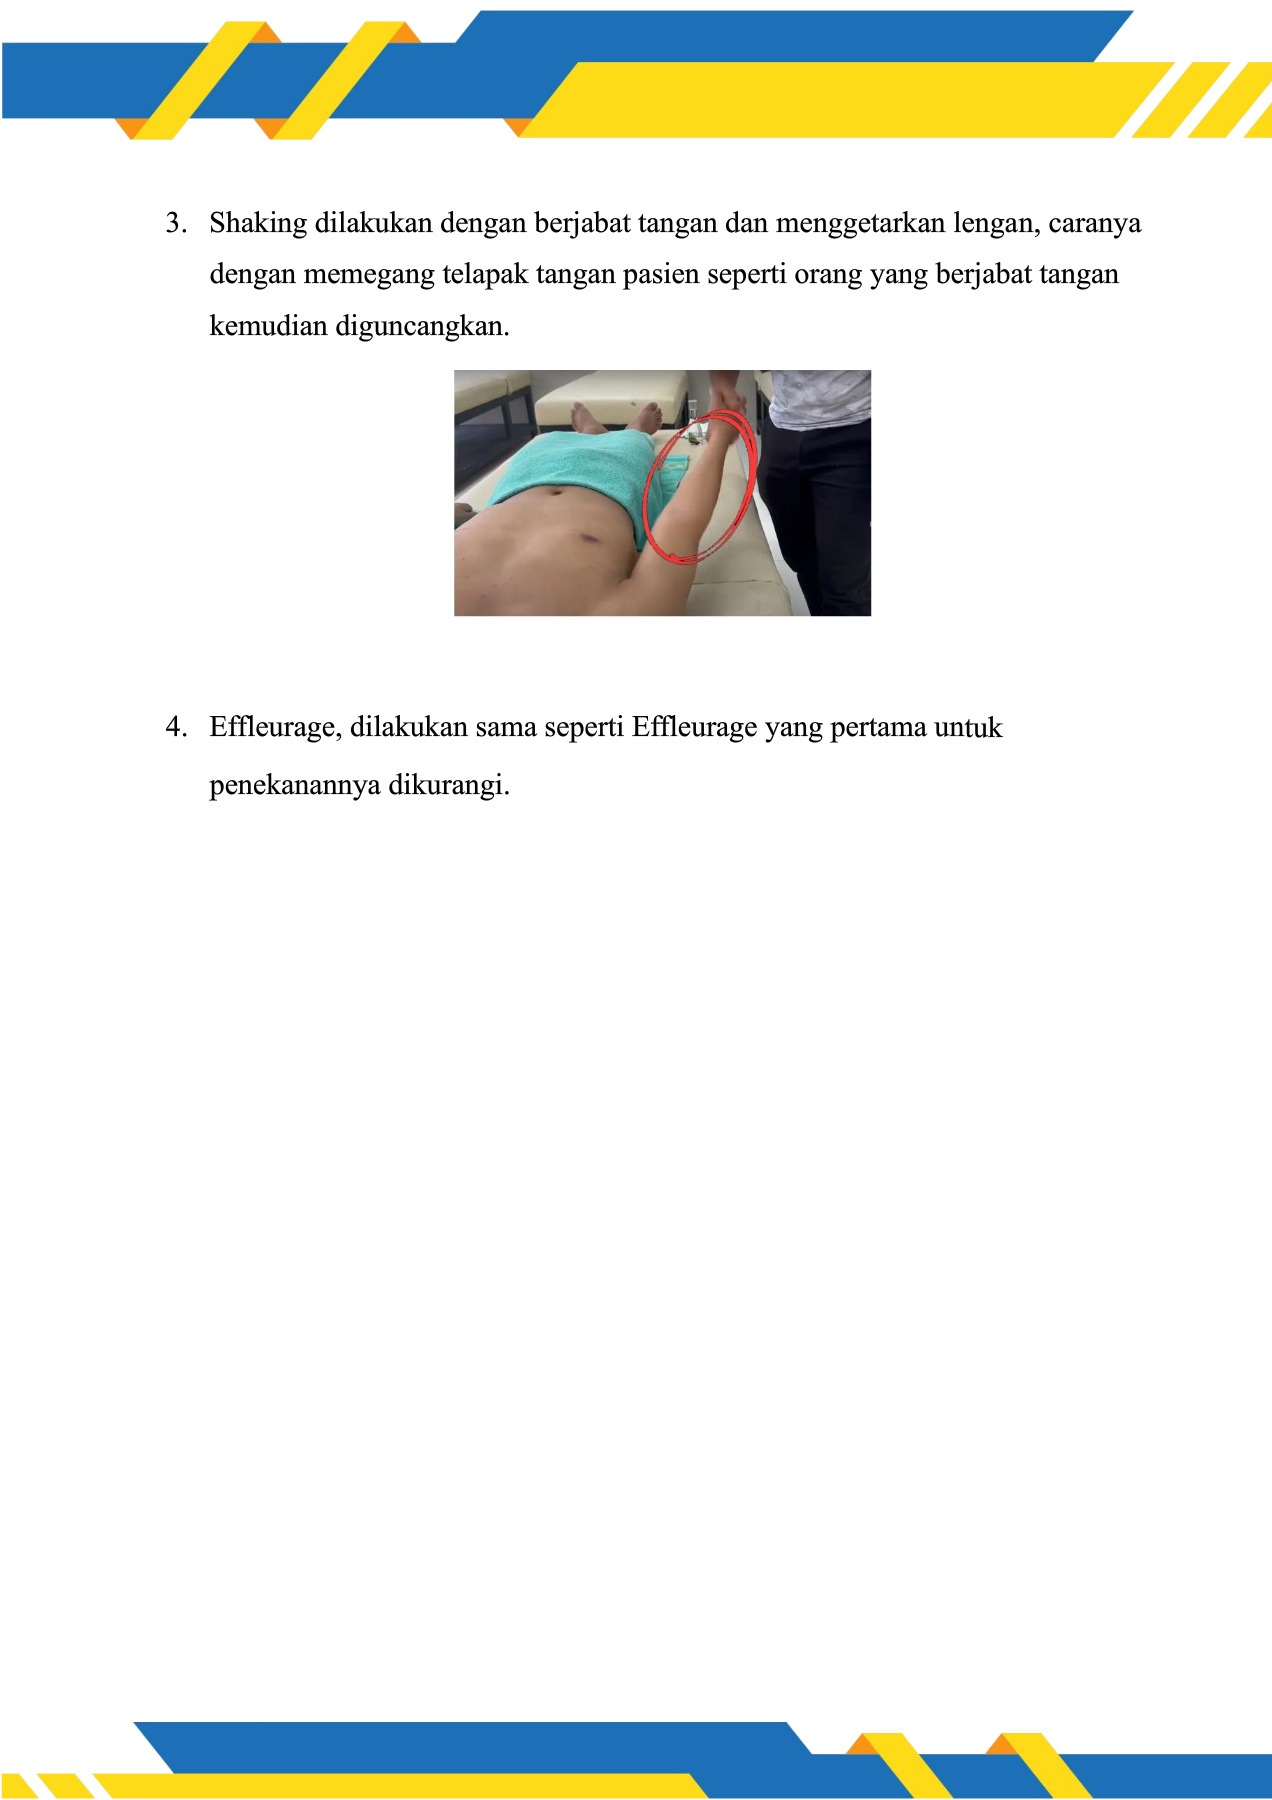 3. Shaking dilakukan dengan berjabat tangan dan menggetarkan lengan, caranya
dengan memegang telapak tangan pasien seperti orang yang berjabat tangan
kemudian diguncangkan.
4. Effleurage, dilakukan sama seperti Effleurage yang pertama untuk
penekanannya dikurangi.